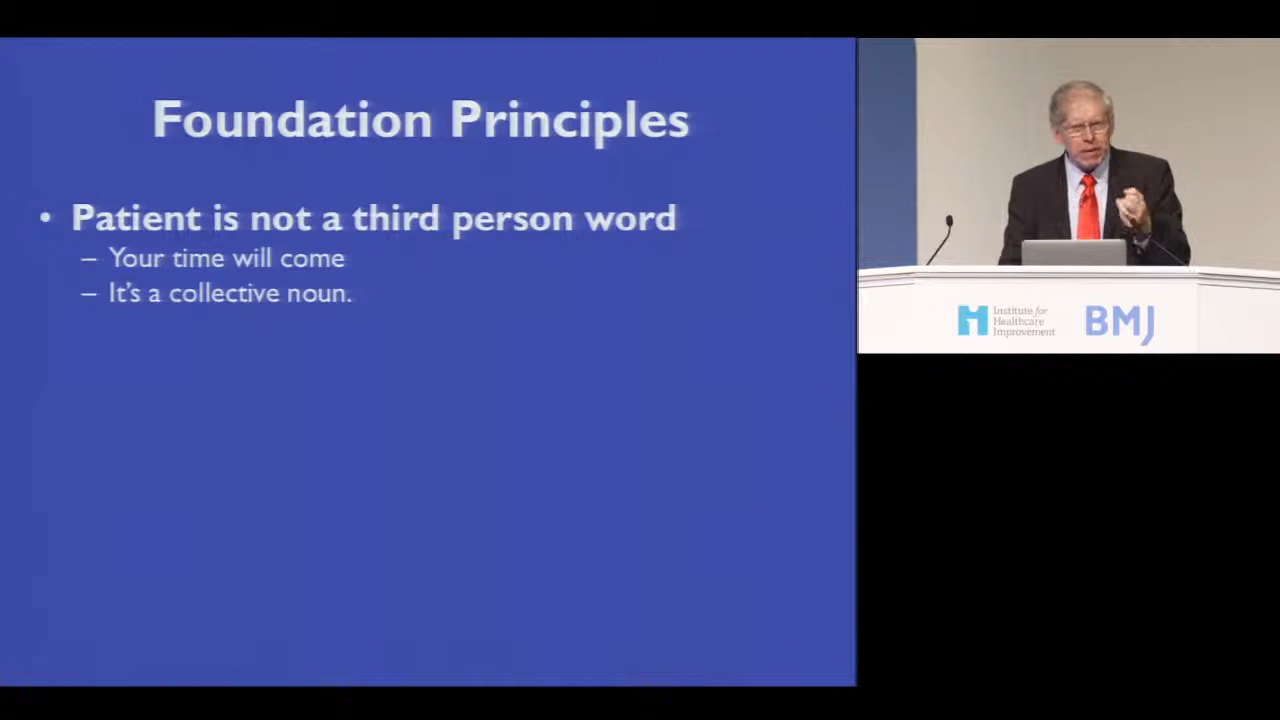 Foundation Principles
• Patient is not a third person word
– Your time will come
– It's a collective noun.
Institute for
Healthcare
Improvement
BMJ